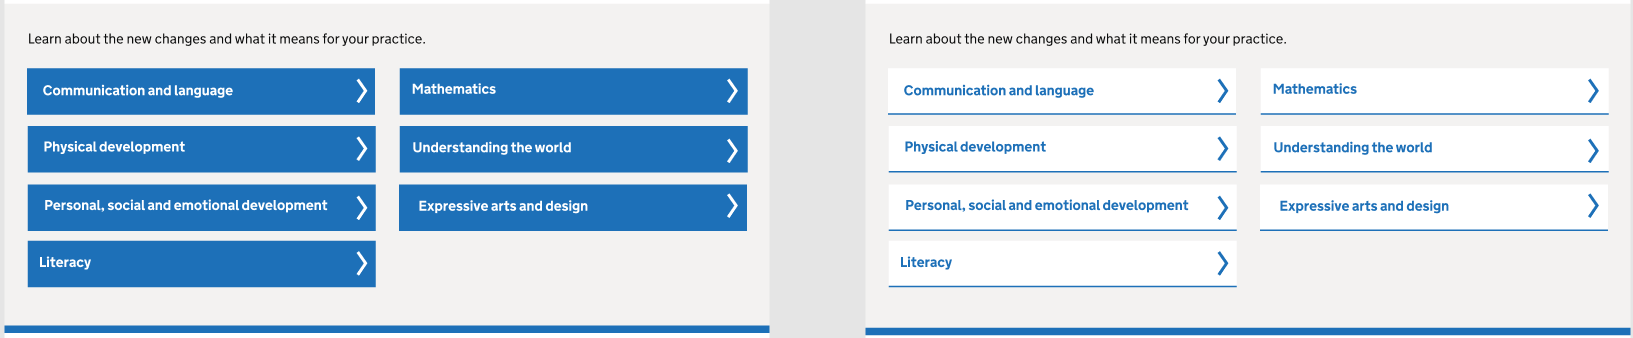 Learn about the new changes and what it means for your practice.
Communication and language
Mathematics
Physical development
Understanding the world
Personal, social and emotional development
Expressive arts and design
Literacy
Learn about the new changes and what it means for your practice.
Communication and language
Mathematics
Physical development
Understanding the world
Personal, social and emotional development
Expressive arts and design
Literacy